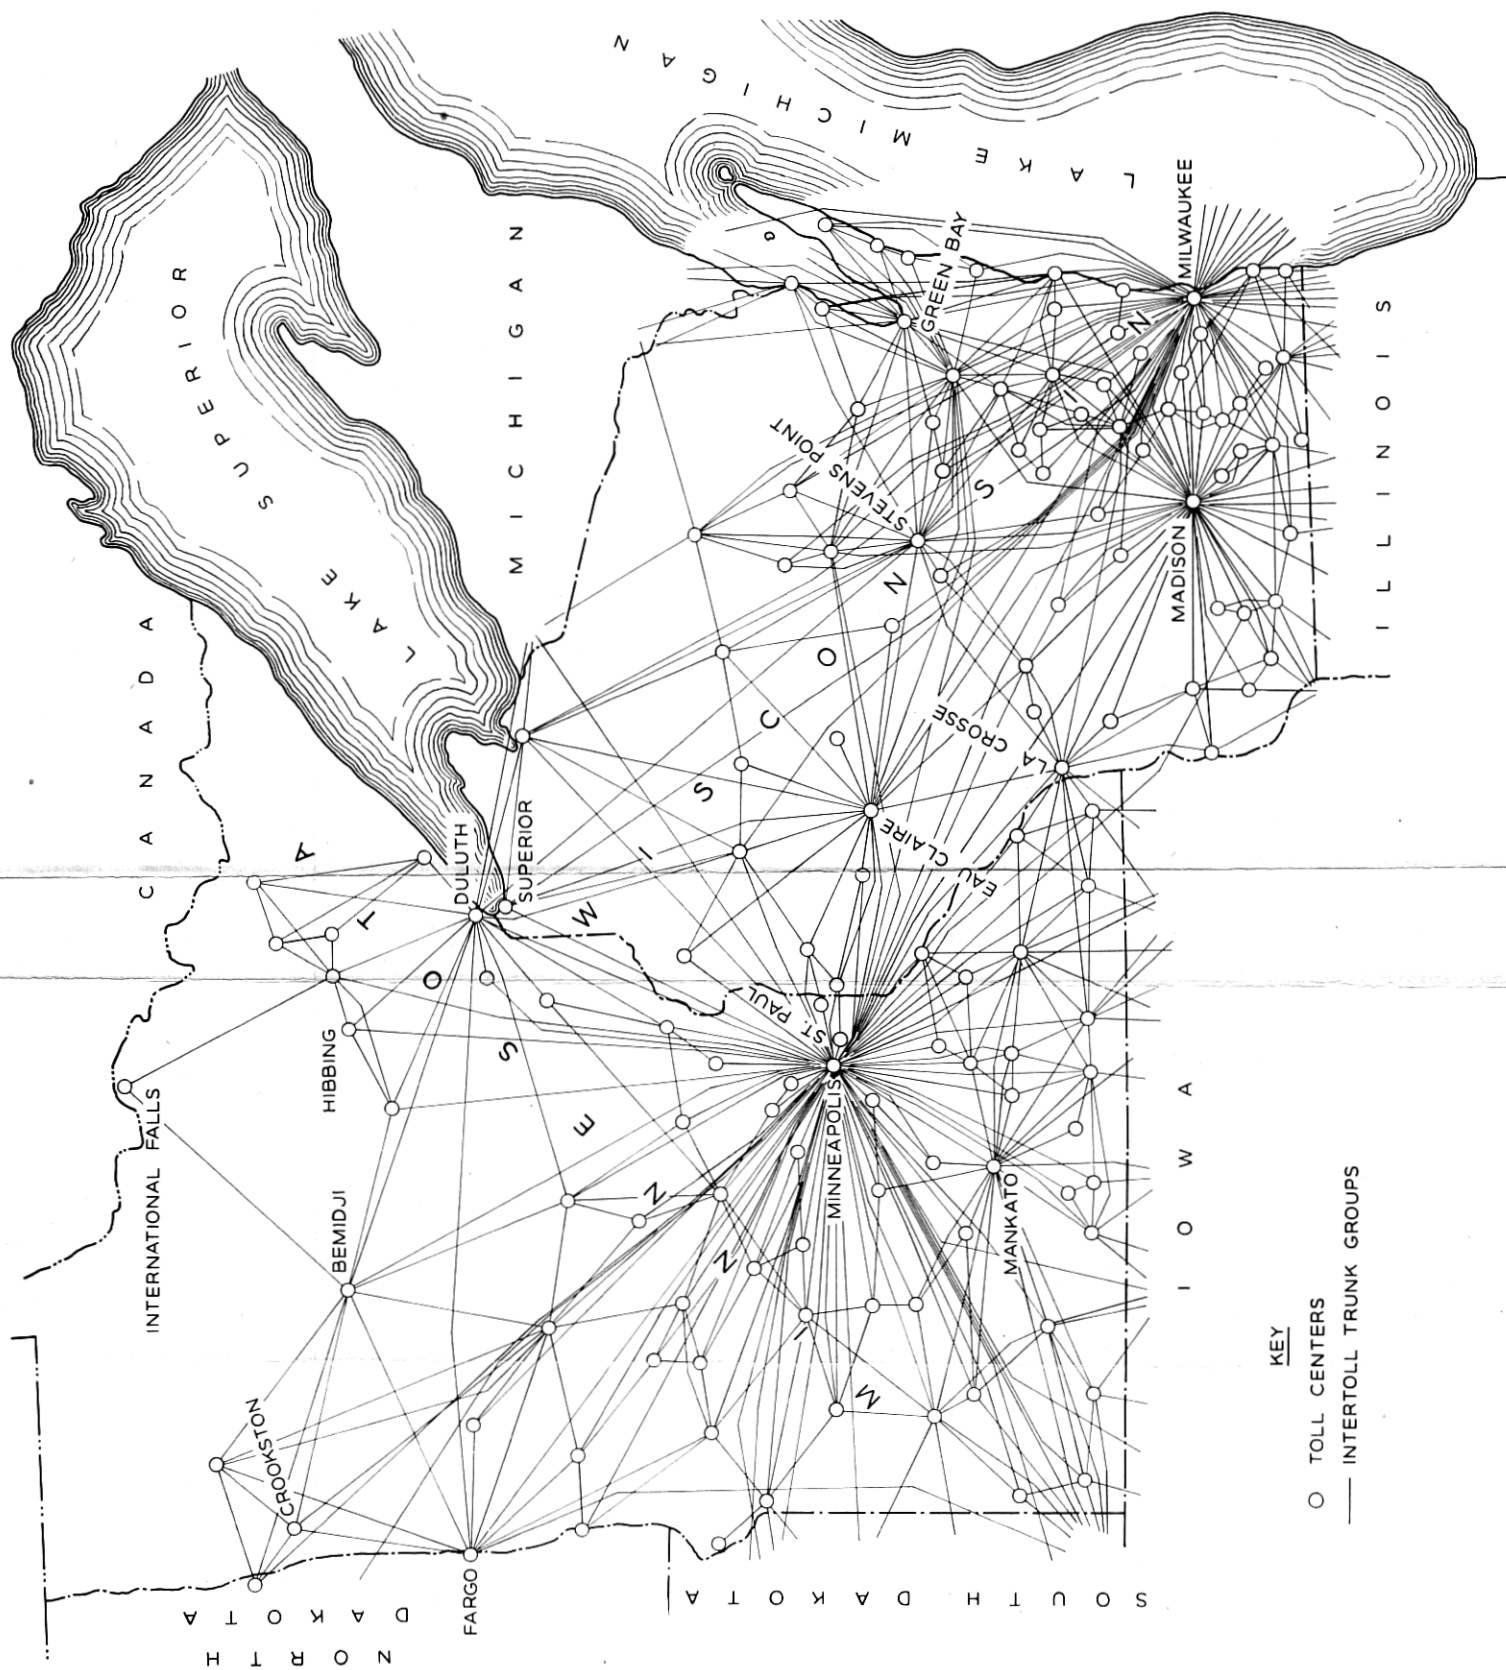 CANADA
LAKE SUPERIOR
MICHIGAN
LAKE MICHIGAN
NORTH
DAKOTA
SOUTH DAKOTA
MINNESOTA
WISCONSIN
IOWA
ILLINOIS
INTERNATIONAL FALLS
HIBBING
BEMIDJI
CROOKSTON
FARGO
DULUTH
SUPERIOR
ST. PAUL
MINNEAPOLIS
MANKATO
EAU CLAIRE
LA CROSSE
STEVENS POINT
GREEN BAY
MADISON
MILWAUKEE
KEY
TOLL CENTERS
INTERTOLL TRUNK GROUPS